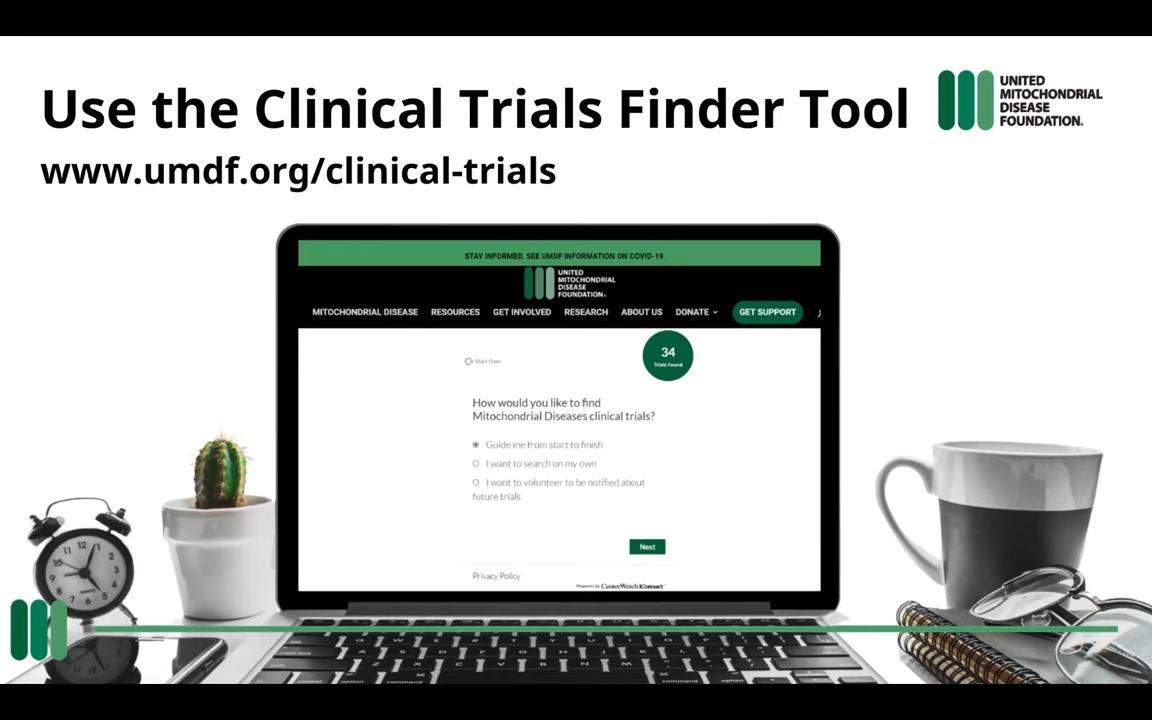 Use the Clinical Trials Finder Tool
www.umdf.org/clinical-trials
UNITED
MITOCHONDRIAL
DISEASE
FOUNDATION.
STAY INFORMED. SEE UMDF INFORMATION ON COVID-19.
UNITED
MITOCHONDRIAL
DISEASE
FOUNDATION.
MITOCHONDRIAL DISEASE RESOURCES GET INVOLVED RESEARCH ABOUT US DONATE GET SUPPORT
Start Over
34
Trials Found
How would you like to find
Mitochondrial Diseases clinical trials?
Guide me from start to finish
I want to search on my own
I want to volunteer to be notified about
future trials
Next
Privacy Policy
Powered by CenterWatch iConnect